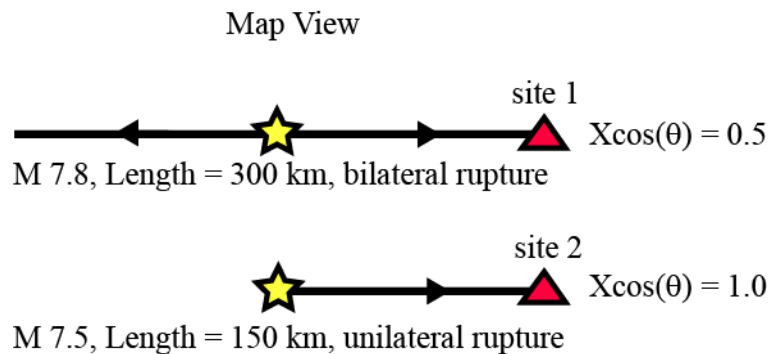 Map View
site 1
Xcos(θ) = 0.5
M 7.8, Length = 300 km, bilateral rupture
site 2
Xcos(θ) = 1.0
M 7.5, Length = 150 km, unilateral rupture